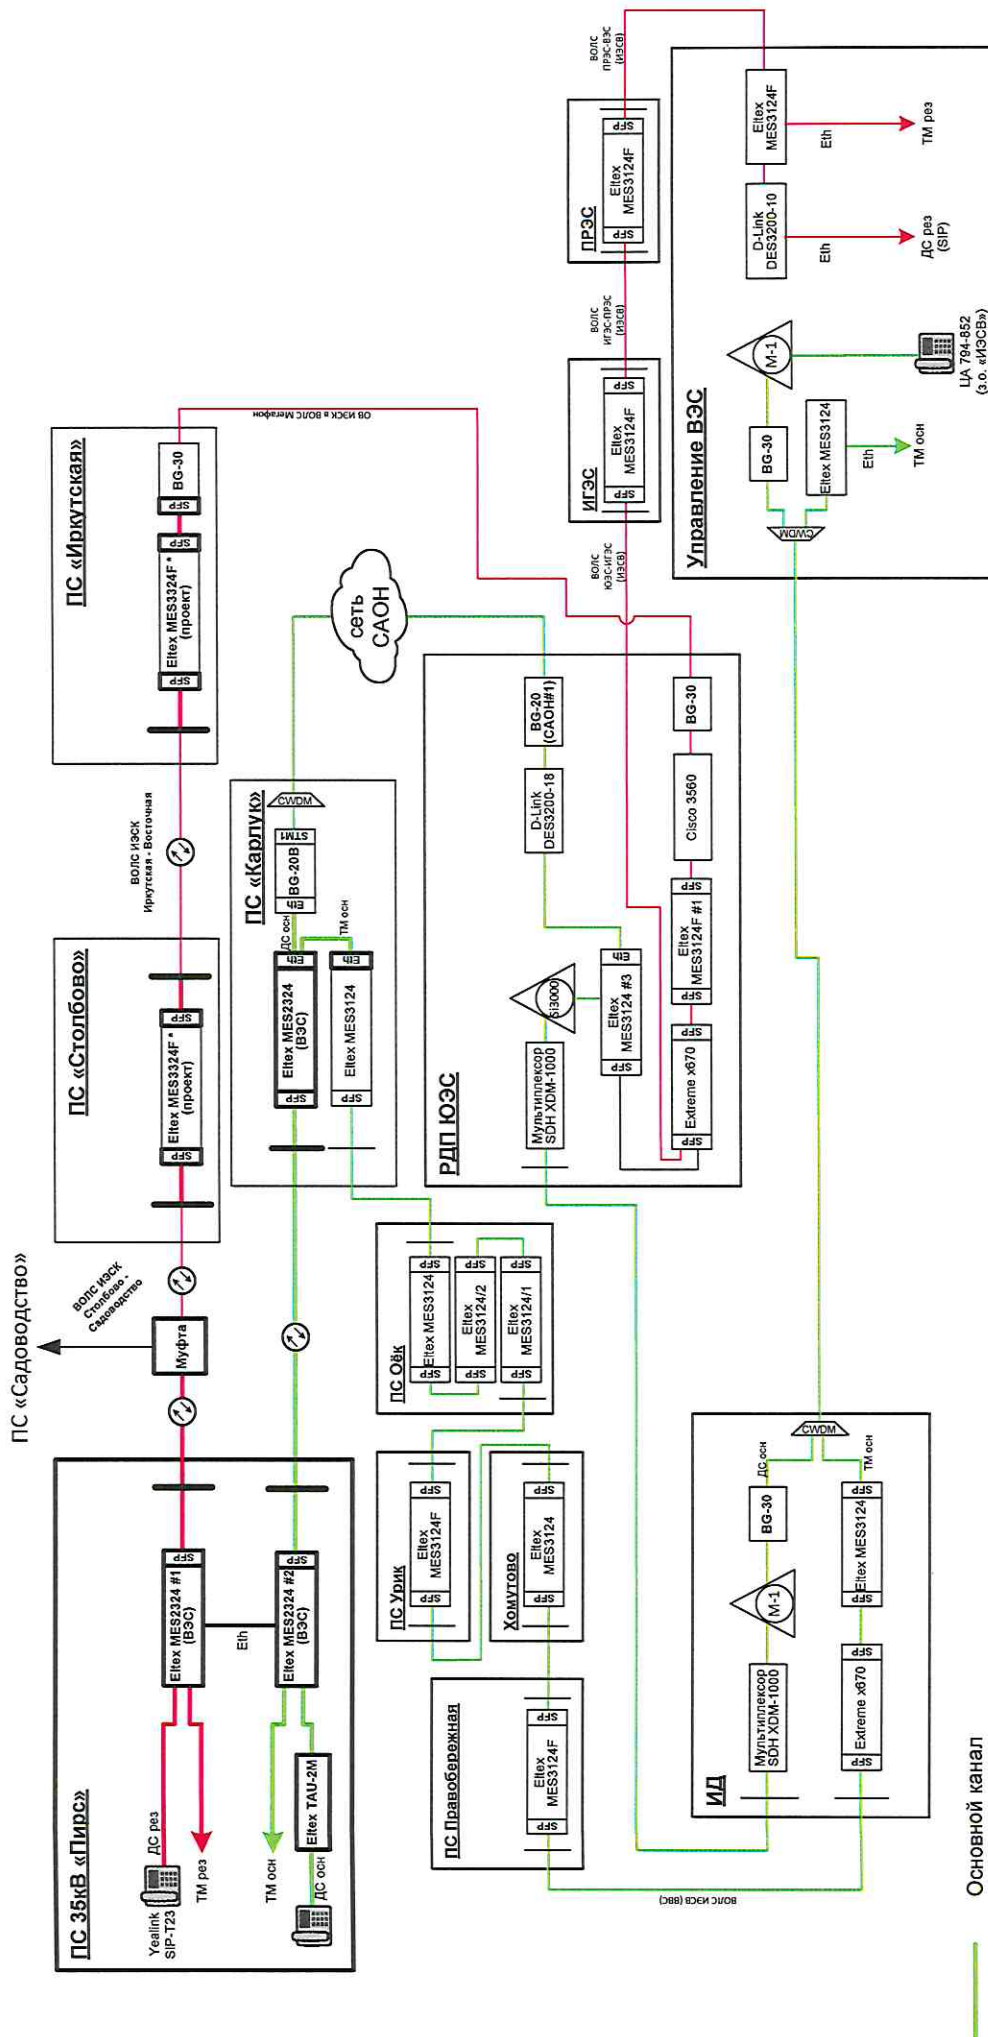 ПС «Садоводство»
ПС 35кВ «Пирс»
Yealink
SIP-T23
ДС рез
ТМ рез
Eltex MES2324 #1
(ВЭС)
SFP
Eth
ТМ осн
ДС осн
Eltex TAU-2M
Eltex MES2324 #2
(ВЭС)
SFP
Муфта
ВОЛС ИЭСК
Столбово -
Садоводство
ПС «Столбово»
SFP
Eltex MES3324F *
(проект)
SFP
ВОЛС ИЭСК
Иркутская - Восточная
ПС «Иркутская»
SFP
Eltex MES3324F *
(проект)
SFP
SFP
BG-30
ОВ ИЭСК в ВОЛС Мегафон
ПС «Карлук»
SFP
Eltex MES2324
(ВЭС)
Eth
ДС осн
ТМ осн
Eth
BG-20B
STM1
CWDM
SFP
Eltex MES3124
Eth
сеть
САОН
ПС Оёк
SFP
Eltex MES3124
SFP
SFP
Eltex
MES3124/2
SFP
SFP
Eltex
MES3124/1
SFP
ПС Урик
SFP
Eltex
MES3124F
SFP
Хомутово
SFP
Eltex
MES3124
SFP
ПС Правобережная
SFP
Eltex
MES3124F
SFP
ВОЛС ИЭСВ (ВВС)
РДП ЮЭС
Мультиплексор
SDH XDM-1000
Si3000
D-Link
DES3200-18
BG-20
(САОН#1)
SFP
Eltex
MES3124 #3
Eth
SFP
Extreme x670
SFP
SFP
Eltex
MES3124F #1
SFP
Cisco 3560
BG-30
ВОЛС
ЮЭС-ИГЭС
(ИЭСВ)
ИГЭС
SFP
Eltex
MES3124F
SFP
ВОЛС
ИГЭС-ПРЭС
(ИЭСВ)
ПРЭС
SFP
Eltex
MES3124F
SFP
ВОЛС
ПРЭС-ВЭС
(ИЭСВ)
ИД
Мультиплексор
SDH XDM-1000
М-1
BG-30
ДС осн
CWDM
ТМ осн
SFP
Extreme x670
SFP
SFP
Eltex MES3124
SFP
Управление ВЭС
CWDM
BG-30
М-1
Eltex MES3124
Eth
ТМ осн
ЦА 794-852
(з.о. «ИЭСВ»)
D-Link
DES3200-10
Eth
ДС рез
(SIP)
Eltex
MES3124F
Eth
ТМ рез
Основной канал